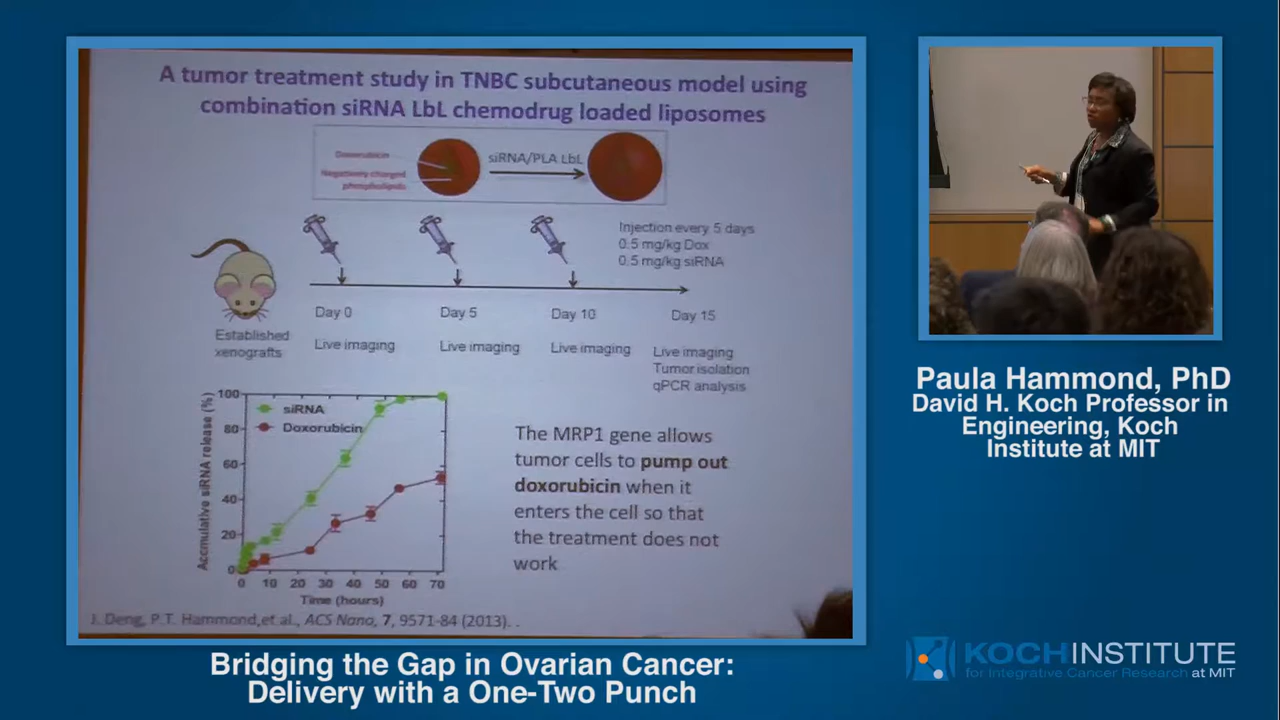 A tumor treatment study in TNBC subcutaneous model using
combination siRNA LbL chemodrug loaded liposomes
Doxorubicin
Negatively charged
phospholipids
siRNA/PLA LbL
Injection every 5 days
0.5 mg/kg Dox
0.5 mg/kg siRNA
Established
xenografts
Day 0
Day 5
Day 10
Day 15
Live imaging
Live imaging
Live imaging
Live imaging
Tumor isolation
qPCR analysis
Accmulative siRNA release (%)
100
80
60
40
20
0
siRNA
Doxorubicin
0 10 20 30 40 50 60 70
Time (hours)
The MRP1 gene allows
tumor cells to pump out
doxorubicin when it
enters the cell so that
the treatment does not
work
J. Deng, P.T. Hammond,et al., ACS Nano, 7, 9571-84 (2013). .
Paula Hammond, PhD
David H. Koch Professor in
Engineering, Koch
Institute at MIT
Bridging the Gap in Ovarian Cancer:
Delivery with a One-Two Punch
KOCH INSTITUTE
for Integrative Cancer Research at MIT